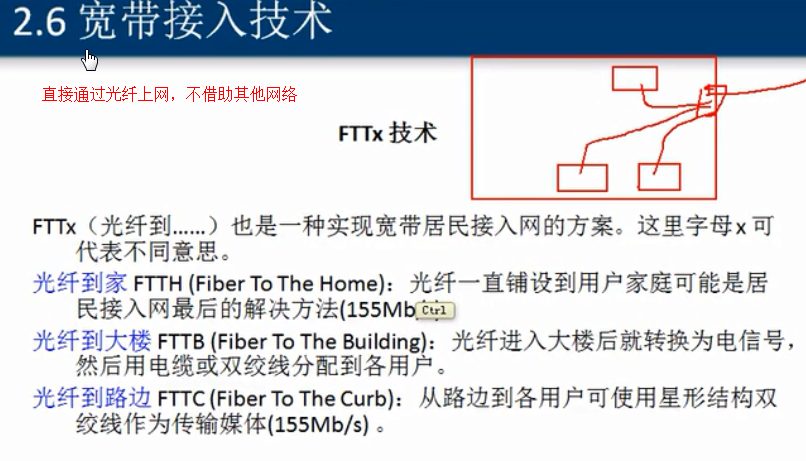 2.6 宽带接入技术
直接通过光纤上网，不借助其他网络
FTTx 技术
FTTx（光纤到……）也是一种实现宽带居民接入网的方案。这里字母 x 可
代表不同意思。
光纤到家 FTTH (Fiber To The Home)：光纤一直铺设到用户家庭可能是居
民接入网最后的解决方法(155Mb
Ctrl
光纤到大楼 FTTB (Fiber To The Building)：光纤进入大楼后就转换为电信号，
然后用电缆或双绞线分配到各用户。
光纤到路边 FTTC (Fiber To The Curb)：从路边到各用户可使用星形结构双
绞线作为传输媒体(155Mb/s) 。